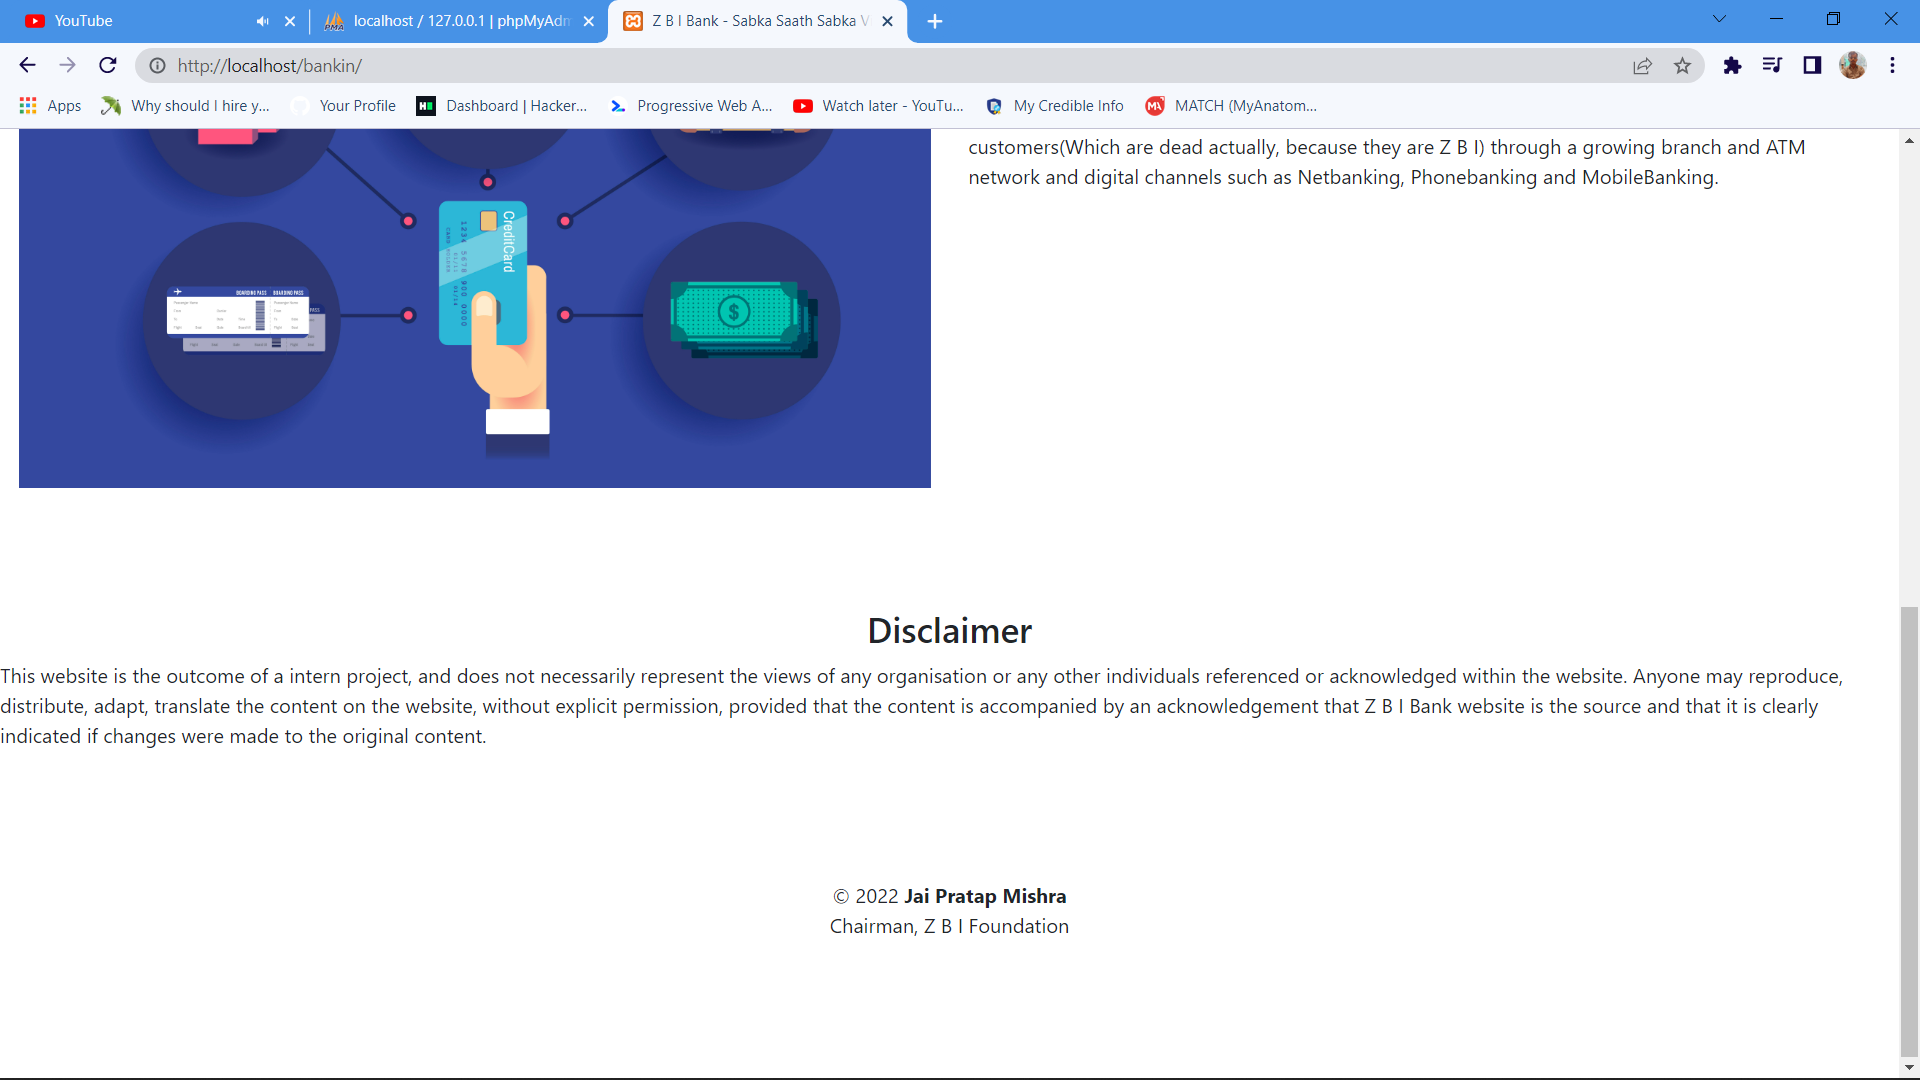 YouTube
localhost / 127.0.0.1 | phpMyAdm
Z B I Bank - Sabka Saath Sabka V
http://localhost/bankin/
Apps
Why should I hire y...
Your Profile
Dashboard | Hacker...
Progressive Web A...
Watch later - YouTu...
My Credible Info
MATCH (MyAnatom...
customers(Which are dead actually, because they are Z B I) through a growing branch and ATM
network and digital channels such as Netbanking, Phonebanking and MobileBanking.
CreditCard
1234 5678 900 0000
BOARDING PASS
BOARDING PASS
Disclaimer
This website is the outcome of a intern project, and does not necessarily represent the views of any organisation or any other individuals referenced or acknowledged within the website. Anyone may reproduce,
distribute, adapt, translate the content on the website, without explicit permission, provided that the content is accompanied by an acknowledgement that Z B I Bank website is the source and that it is clearly
indicated if changes were made to the original content.
© 2022 Jai Pratap Mishra
Chairman, Z B I Foundation